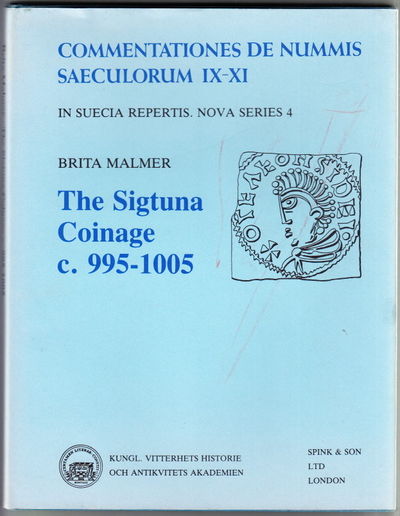 COMMENTATIONES DE NUMMIS
SAECULORUM IX-XI
IN SUECIA REPERTIS. NOVA SERIES 4
BRITA MALMER
The Sigtuna
Coinage
c. 995-1005
KUNGL. VITTERHETS HISTORIE
OCH ANTIKVITETS AKADEMIEN
SPINK & SON
LTD
LONDON